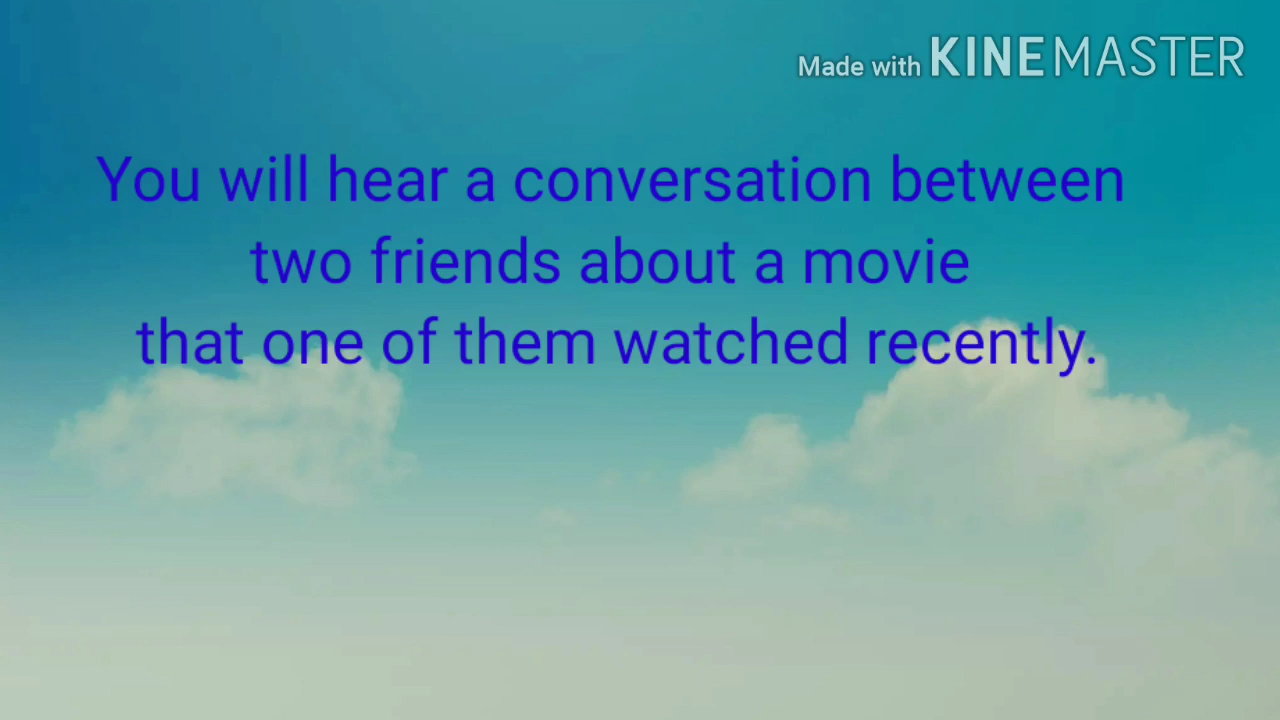 Made with KINEMASTER
You will hear a conversation between
two friends about a movie
that one of them watched recently.